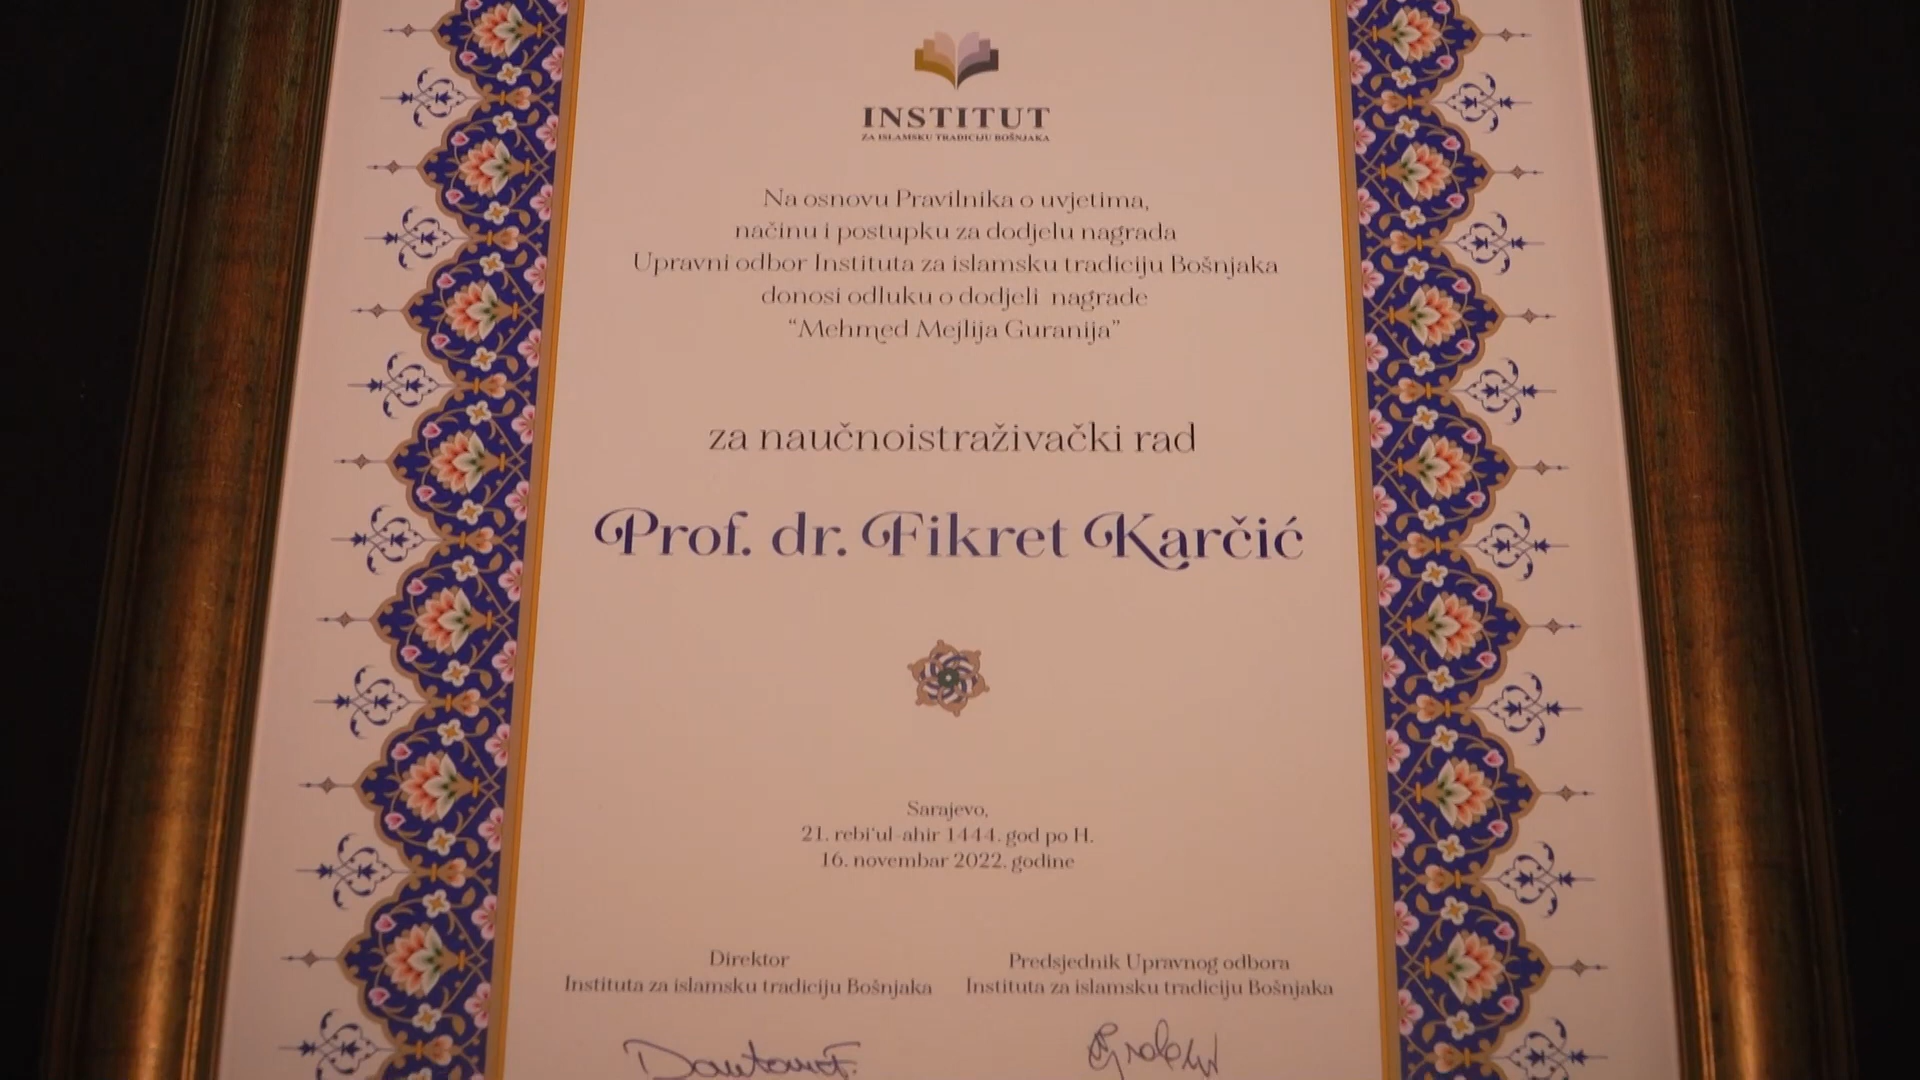 INSTITUT
ZA ISLAMSKU TRADICIJU BOŠNJAKA
Na osnovu Pravilnika o uvjetima,
načinu i postupku za dodjelu nagrada
Upravni odbor Instituta za islamsku tradiciju Bošnjaka
donosi odluku o dodjeli nagrade
“Mehmed Mejlija Guranija”
za naučnoistraživački rad
Prof. dr. Fikret Karčić
Sarajevo,
21. rebi‘ul-ahir 1444. god po H.
16. novembar 2022. godine
Direktor
Instituta za islamsku tradiciju Bošnjaka
Predsjednik Upravnog odbora
Instituta za islamsku tradiciju Bošnjaka